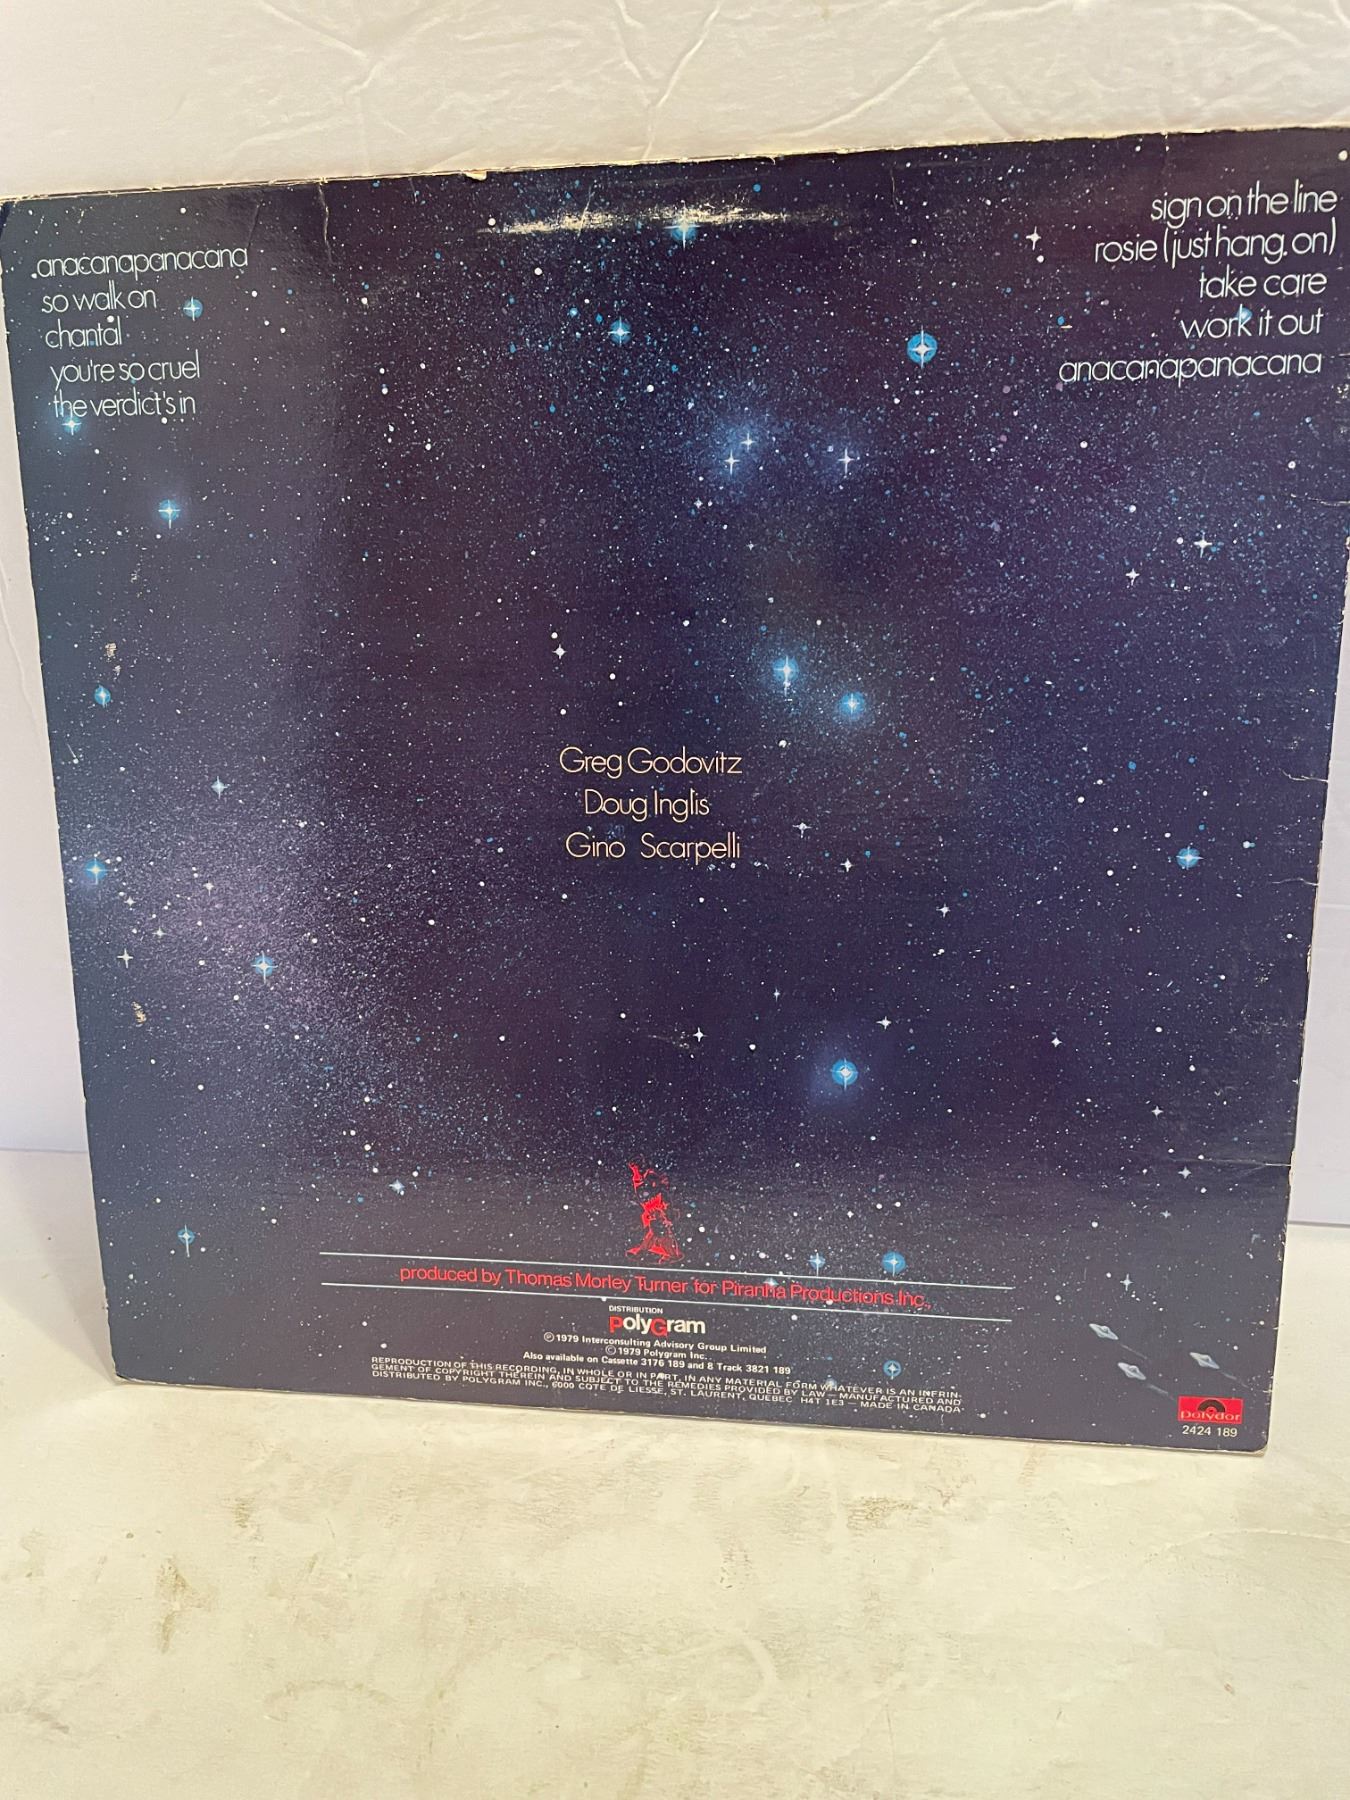 anacanapanacana
so walk on
chantal
you're so cruel
the verdict's in
sign on the line
rosie (just hang on)
take care
work it out
anacanapanacana
Greg Godovitz
Doug Inglis
Gino Scarpelli
produced by Thomas Morley Turner for Piranha Productions Inc.,
DISTRIBUTION
PolyGram
Ⓟ 1979 Interconsulting Advisory Group Limited
© 1979 Polygram Inc.
Also available on Cassette 3176 189 and 8 Track 3821 189
REPRODUCTION OF THIS RECORDING, IN WHOLE OR IN PART, IN ANY MATERIAL FORM WHATEVER IS AN INFRIN-
GEMENT OF COPYRIGHT THEREIN AND SUBJECT TO THE REMEDIES PROVIDED BY LAW — MANUFACTURED AND
DISTRIBUTED BY POLYGRAM INC., 6000 COTE DE LIESSE, ST. LAURENT, QUEBEC H4T 1E3 — MADE IN CANADA
polydor
2424 189